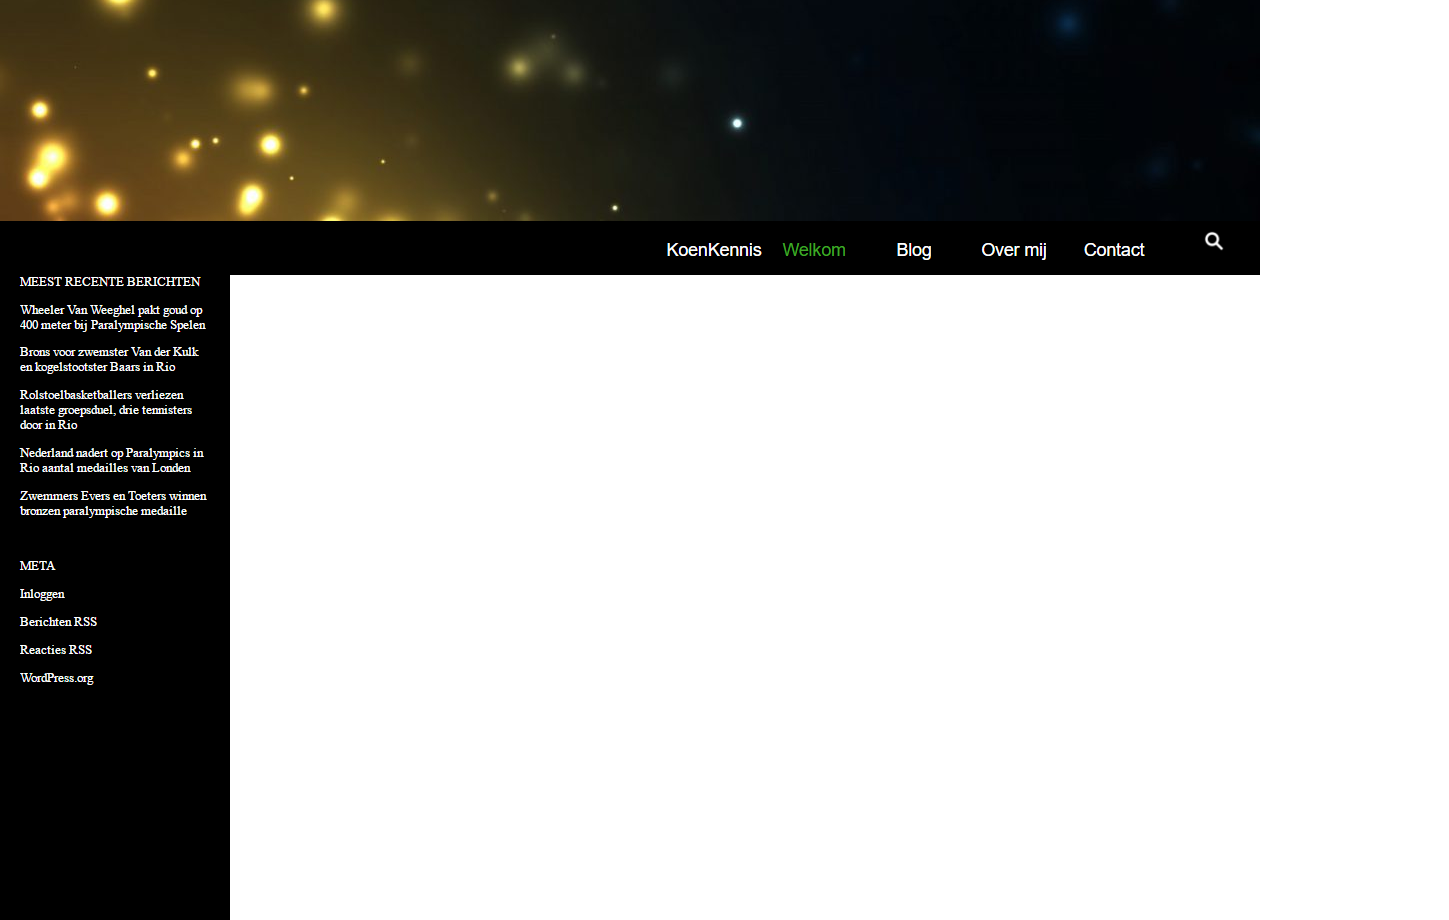 KoenKennis Welkom Blog Over mij Contact
MEEST RECENTE BERICHTEN
Wheeler Van Weeghel pakt goud op
400 meter bij Paralympische Spelen
Brons voor zwemster Van der Kulk
en kogelstootster Baars in Rio
Rolstoelbasketballers verliezen
laatste groepsduel, drie tennisters
door in Rio
Nederland nadert op Paralympics in
Rio aantal medailles van Londen
Zwemmers Evers en Toeters winnen
bronzen paralympische medaille
META
Inloggen
Berichten RSS
Reacties RSS
WordPress.org